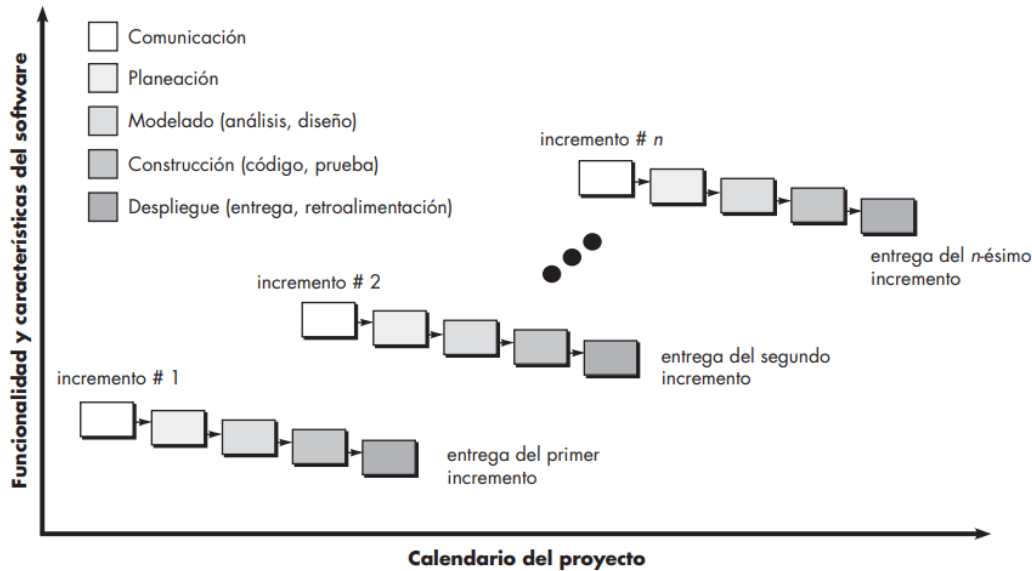 Funcionalidad y características del software
Comunicación
Planeación
Modelado (análisis, diseño)
Construcción (código, prueba)
Despliegue (entrega, retroalimentación)
incremento # n
entrega del n-ésimo
incremento
incremento # 2
entrega del segundo
incremento
incremento # 1
entrega del primer
incremento
Calendario del proyecto